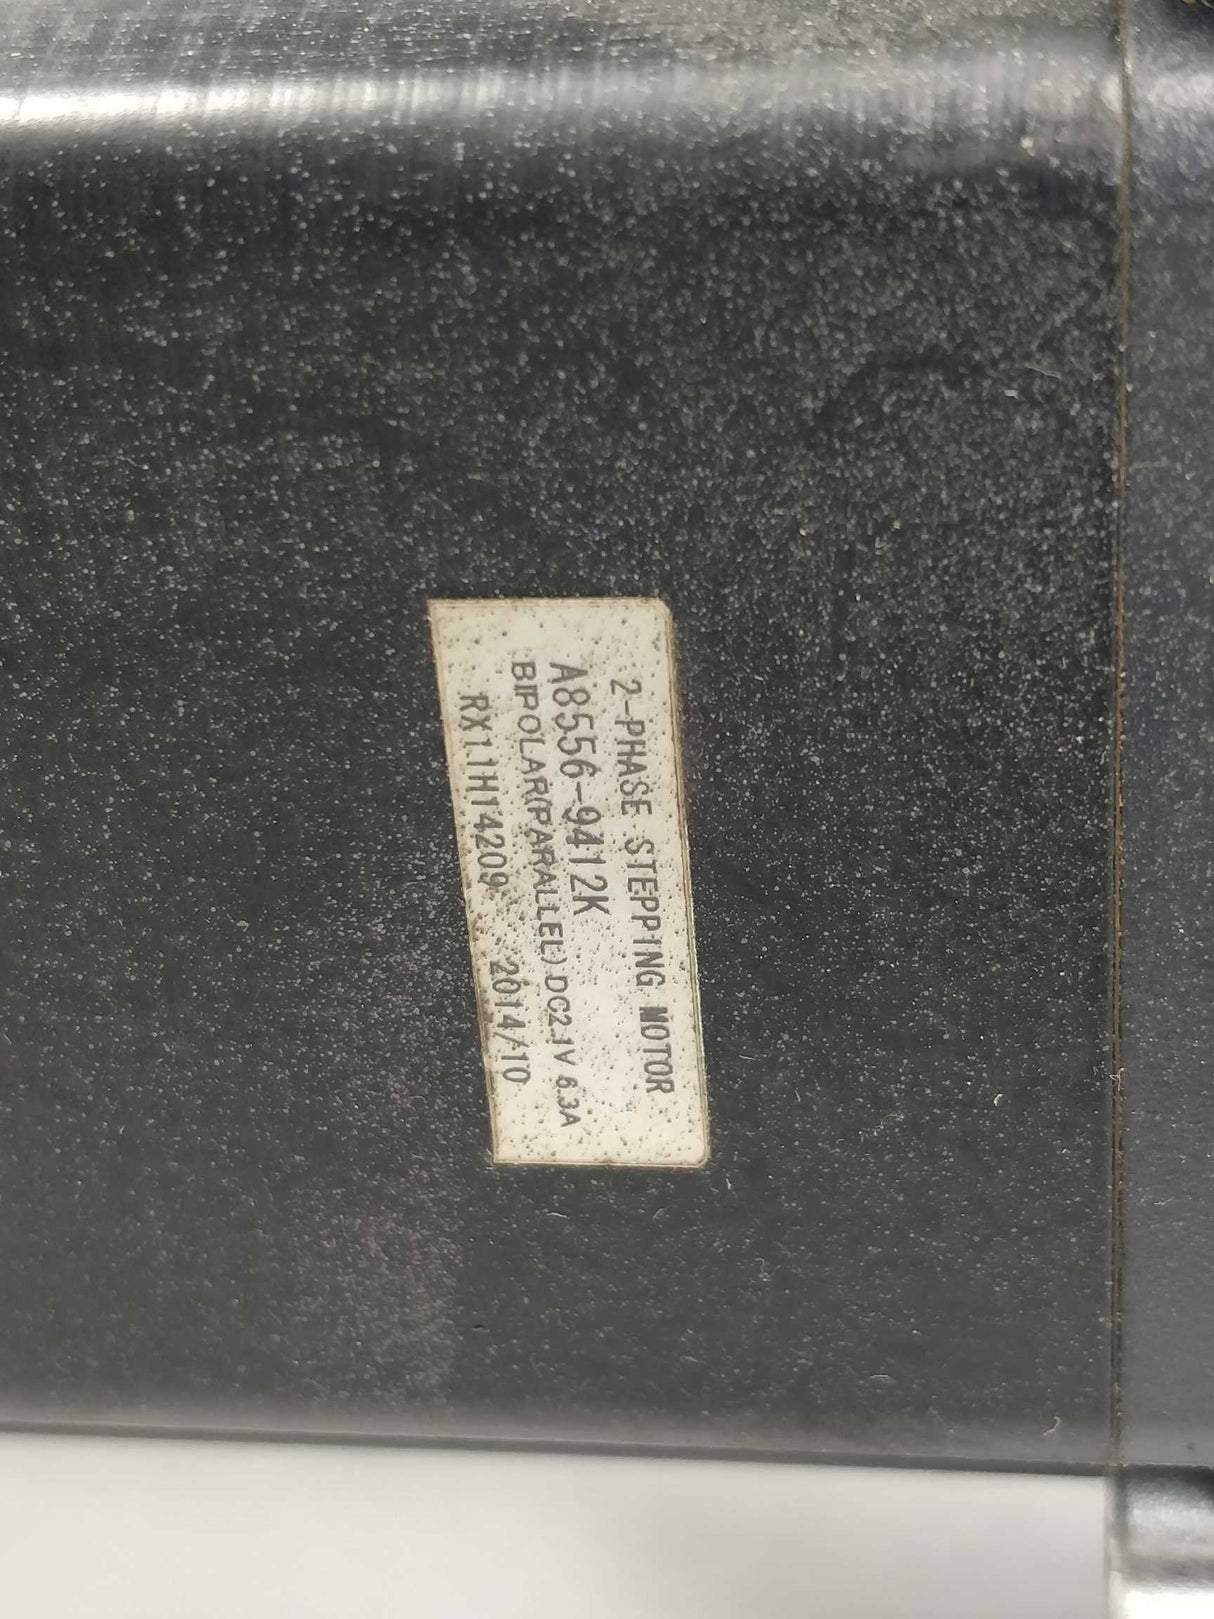 2-PHASE STEPPING MOTOR
A8556-9412K
BIPOLAR(PARALLEL) DC2.1V 6.3A
RX11H14209 2014/10